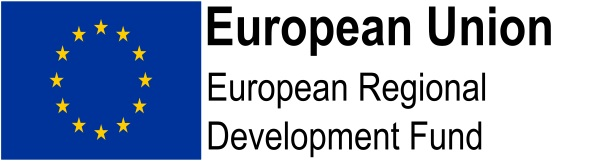 European Union
European Regional
Development Fund